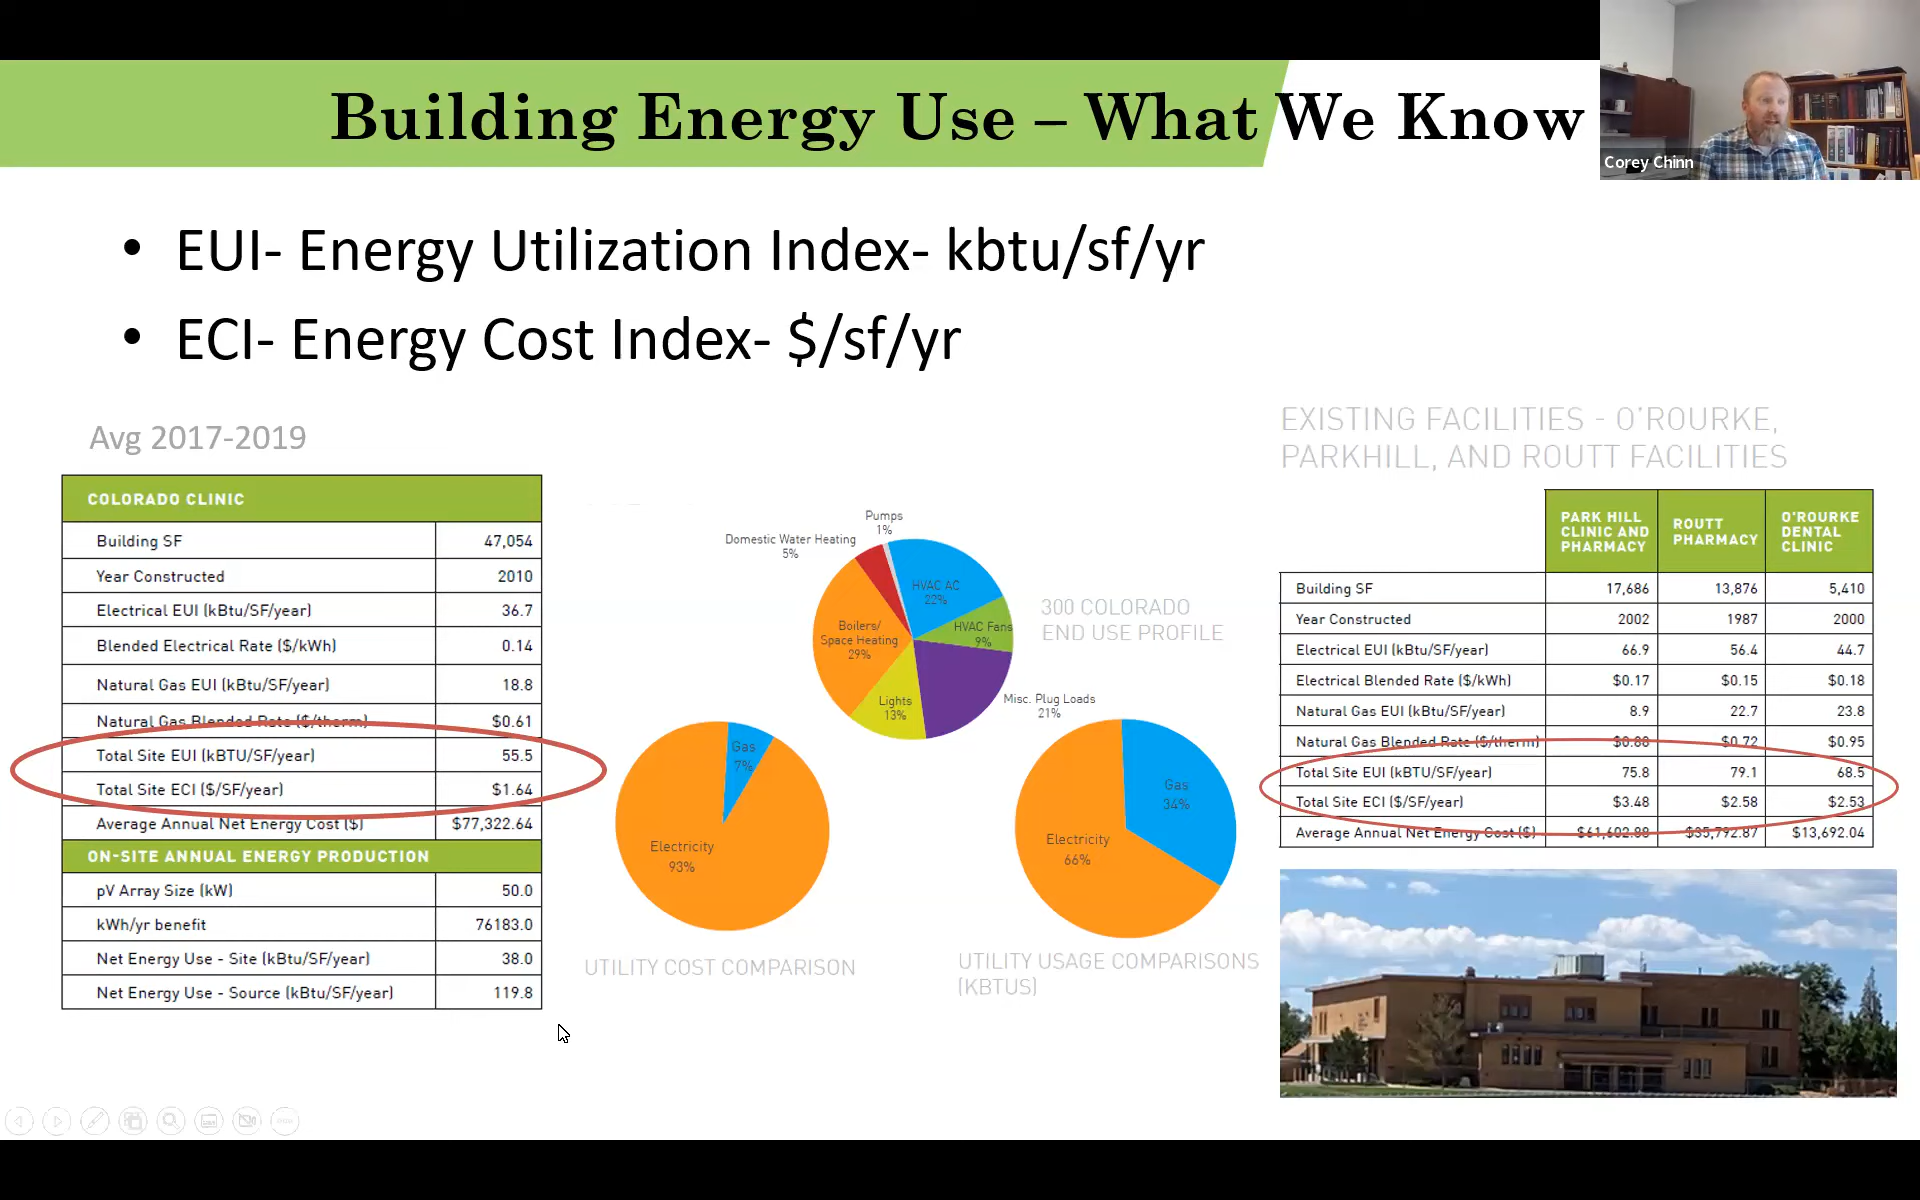 Building Energy Use – What We Know
Corey Chinn
• EUI- Energy Utilization Index- kbtu/sf/yr
• ECI- Energy Cost Index- $/sf/yr
Avg 2017-2019
COLORADO CLINIC
Building SF 47,054
Year Constructed 2010
Electrical EUI (kBtu/SF/year) 36.7
Blended Electrical Rate ($/kWh) 0.14
Natural Gas EUI (kBtu/SF/year) 18.8
Natural Gas Blended Rate ($/therm) $0.61
Total Site EUI (kBTU/SF/year) 55.5
Total Site ECI ($/SF/year) $1.64
Average Annual Net Energy Cost ($) $77,322.64
ON-SITE ANNUAL ENERGY PRODUCTION
pV Array Size (kW) 50.0
kWh/yr benefit 76183.0
Net Energy Use - Site (kBtu/SF/year) 38.0
Net Energy Use - Source (kBtu/SF/year) 119.8
Pumps
1%
Domestic Water Heating
5%
HVAC AC
22%
HVAC Fans
9%
Boilers/
Space Heating
29%
Lights
13%
Misc. Plug Loads
21%
300 COLORADO
END USE PROFILE
Gas
7%
Electricity
93%
UTILITY COST COMPARISON
Gas
34%
Electricity
66%
UTILITY USAGE COMPARISONS
(KBTUS)
EXISTING FACILITIES - O'ROURKE,
PARKHILL, AND ROUTT FACILITIES
PARK HILL
CLINIC AND
PHARMACY
ROUTT
PHARMACY
O'ROURKE
DENTAL
CLINIC
Building SF 17,686 13,876 5,410
Year Constructed 2002 1987 2000
Electrical EUI (kBtu/SF/year) 66.9 56.4 44.7
Electrical Blended Rate ($/kWh) $0.17 $0.15 $0.18
Natural Gas EUI (kBtu/SF/year) 8.9 22.7 23.8
Natural Gas Blended Rate ($/therm) $0.88 $0.72 $0.95
Total Site EUI (kBTU/SF/year) 75.8 79.1 68.5
Total Site ECI ($/SF/year) $3.48 $2.58 $2.53
Average Annual Net Energy Cost ($) $61,602.88 $35,792.87 $13,692.04